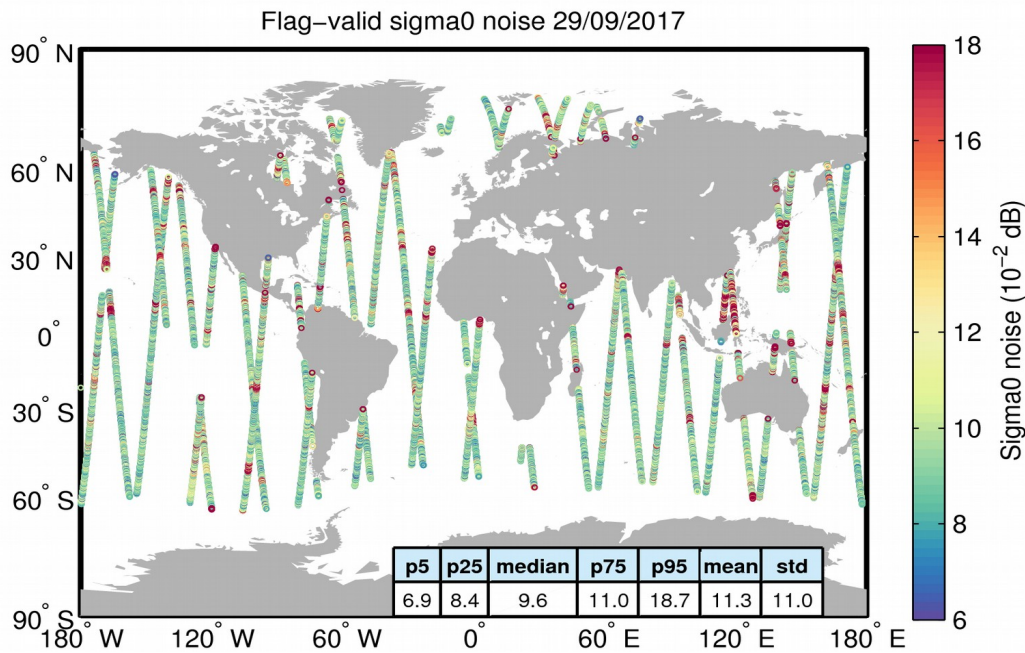 Flag-valid sigma0 noise 29/09/2017
90° N
60° N
30° N
0°
30° S
60° S
90° S
180° W
120° W
60° W
0°
60° E
120° E
180° E
p5 p25 median p75 p95 mean std
6.9 8.4 9.6 11.0 18.7 11.3 11.0
18
16
14
12
10
8
6
Sigma0 noise (10⁻² dB)